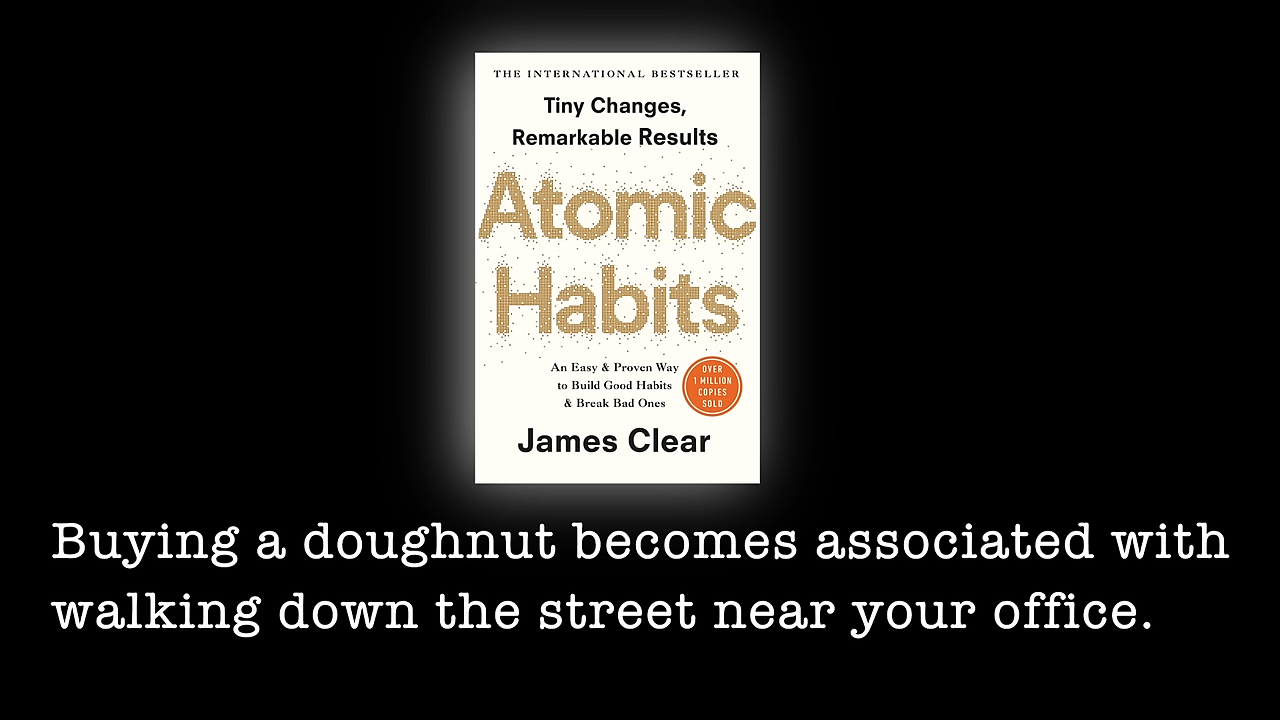 THE INTERNATIONAL BESTSELLER
Tiny Changes,
Remarkable Results
Atomic
Habits
An Easy & Proven Way
to Build Good Habits
& Break Bad Ones
OVER
1 MILLION
COPIES
SOLD
James Clear
Buying a doughnut becomes associated with
walking down the street near your office.